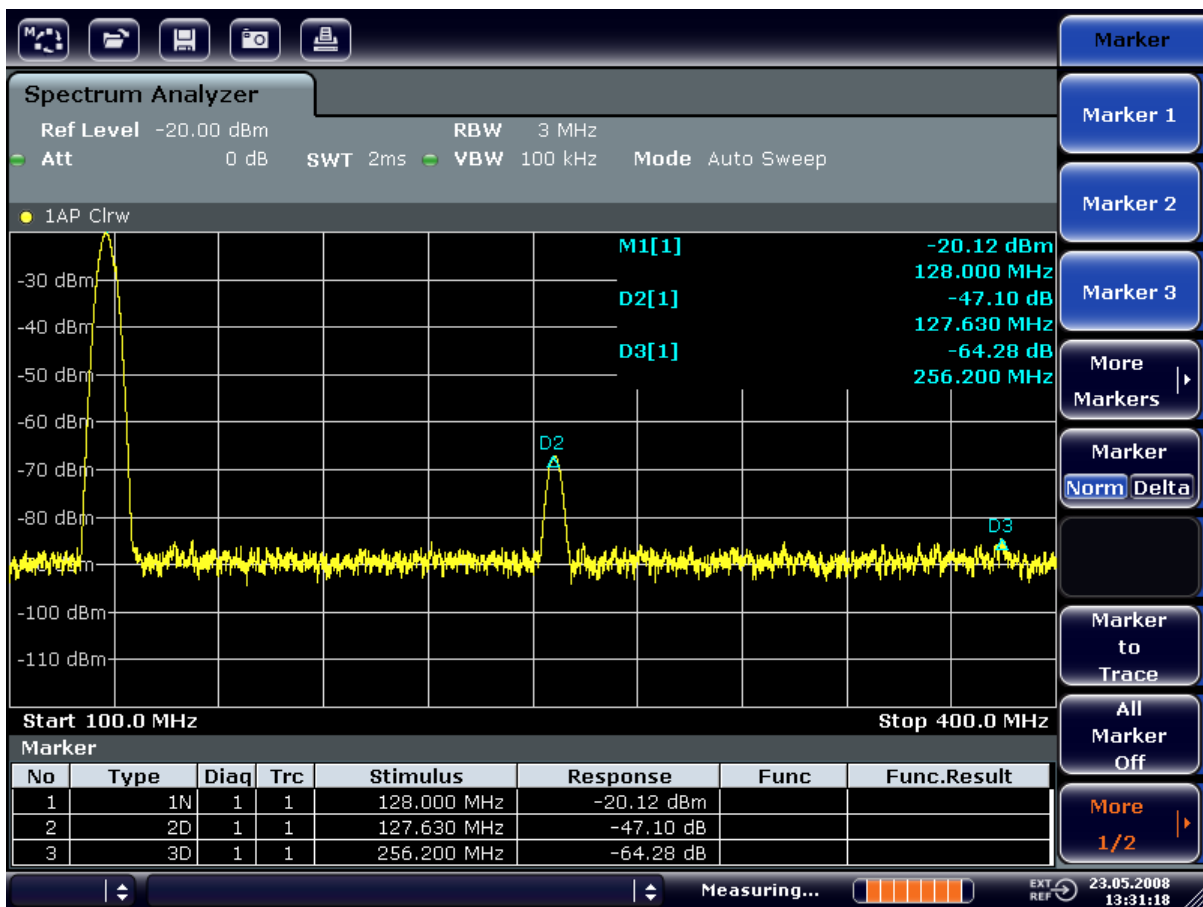 M
Marker
Spectrum Analyzer
Ref Level -20.00 dBm RBW 3 MHz
Att 0 dB SWT 2ms VBW 100 kHz Mode Auto Sweep
1AP Clrw
M1[1] -20.12 dBm
128.000 MHz
D2[1] -47.10 dB
127.630 MHz
D3[1] -64.28 dB
256.200 MHz
-30 dBm
-40 dBm
-50 dBm
-60 dBm
-70 dBm
-80 dBm
-100 dBm
-110 dBm
D2
D3
Start 100.0 MHz Stop 400.0 MHz
Marker
No Type Diaq Trc Stimulus Response Func Func.Result
1 1N 1 1 128.000 MHz -20.12 dBm
2 2D 1 1 127.630 MHz -47.10 dB
3 3D 1 1 256.200 MHz -64.28 dB
Measuring...
EXT
REF
23.05.2008
13:31:18
Marker 1
Marker 2
Marker 3
More
Markers
Marker
Norm Delta
Marker
to
Trace
All
Marker
Off
More
1/2